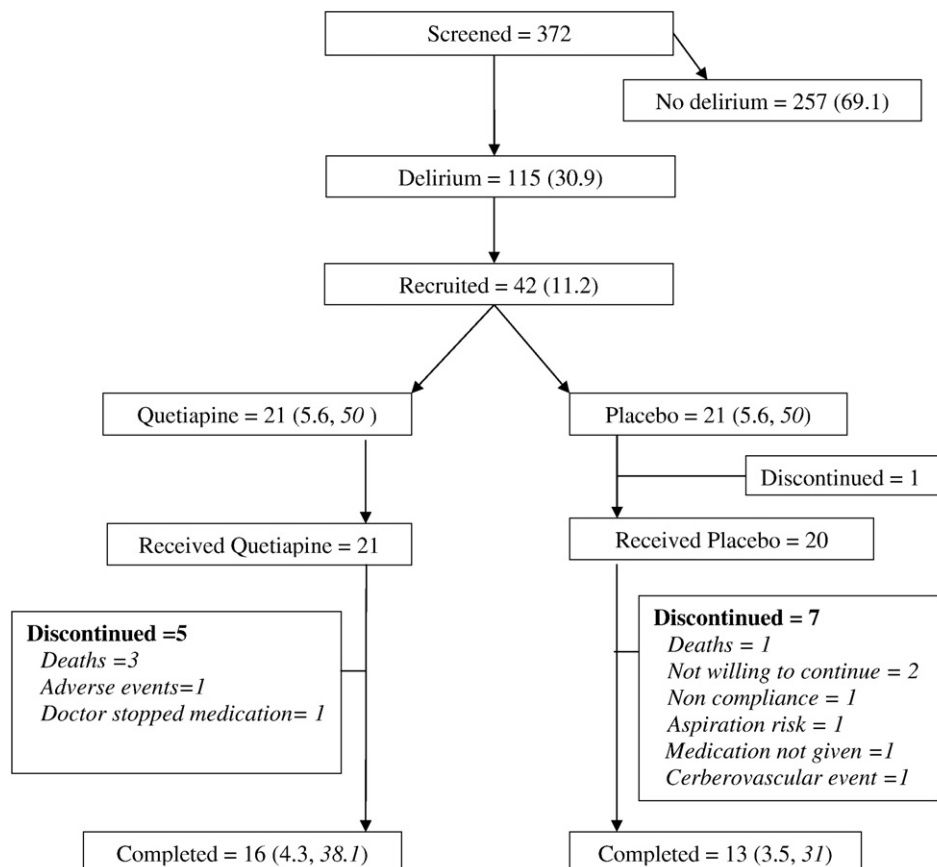 Screened = 372
No delirium = 257 (69.1)
Delirium = 115 (30.9)
Recruited = 42 (11.2)
Quetiapine = 21 (5.6, 50 )
Placebo = 21 (5.6, 50)
Discontinued = 1
Received Quetiapine = 21
Received Placebo = 20
Discontinued =5
Deaths =3
Adverse events=1
Doctor stopped medication= 1
Discontinued = 7
Deaths = 1
Not willing to continue = 2
Non compliance = 1
Aspiration risk = 1
Medication not given =1
Cerberovascular event =1
Completed = 16 (4.3, 38.1)
Completed = 13 (3.5, 31)